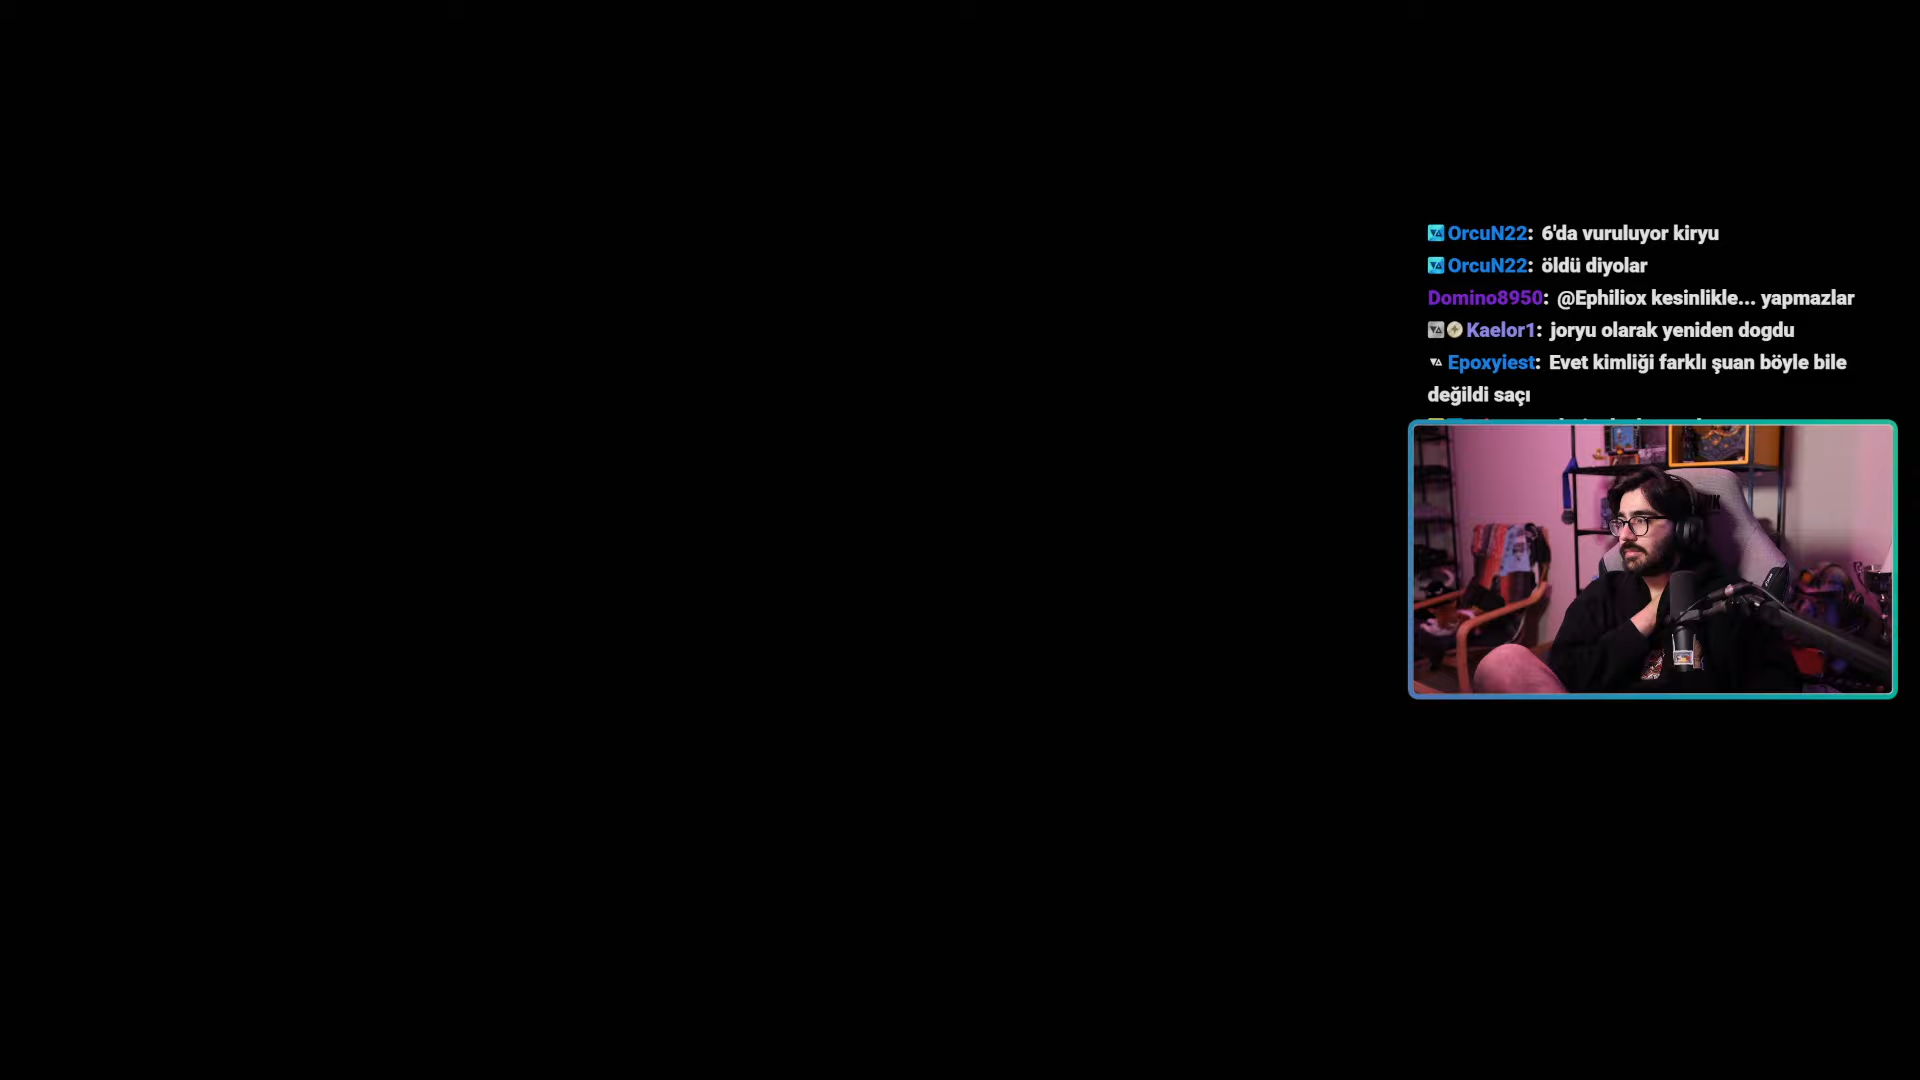 OrcuN22: 6'da vuruluyor kiryu
OrcuN22: öldü diyolar
Domino8950: @Ephiliox kesinlikle... yapmazlar
Kaelor1: joryu olarak yeniden dogdu
Epoxyiest: Evet kimliği farklı şuan böyle bile
değildi saçı